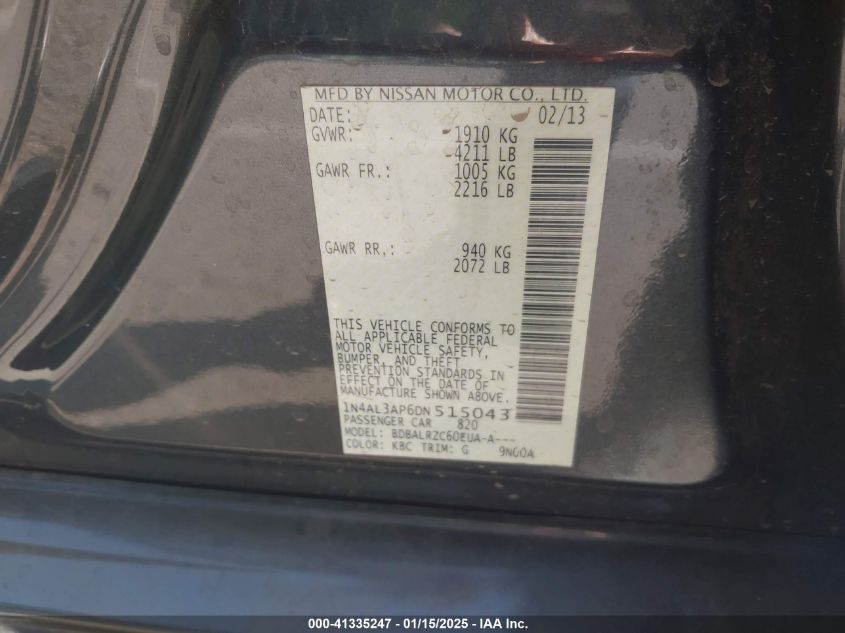 MFD BY NISSAN MOTOR CO., LTD.
DATE: 02/13
GVWR: 1910 KG
4211 LB
GAWR FR.: 1005 KG
2216 LB
GAWR RR.: 940 KG
2072 LB
THIS VEHICLE CONFORMS TO
ALL APPLICABLE FEDERAL
MOTOR VEHICLE SAFETY,
BUMPER, AND THEFT
PREVENTION STANDARDS IN
EFFECT ON THE DATE OF
MANUFACTURE SHOWN ABOVE.
1N4AL3AP6DN515043
PASSENGER CAR 820
MODEL: BDBALRZC60EUA-A---
COLOR: KBC TRIM: G 9N00A
000-41335247 - 01/15/2025 - IAA Inc.